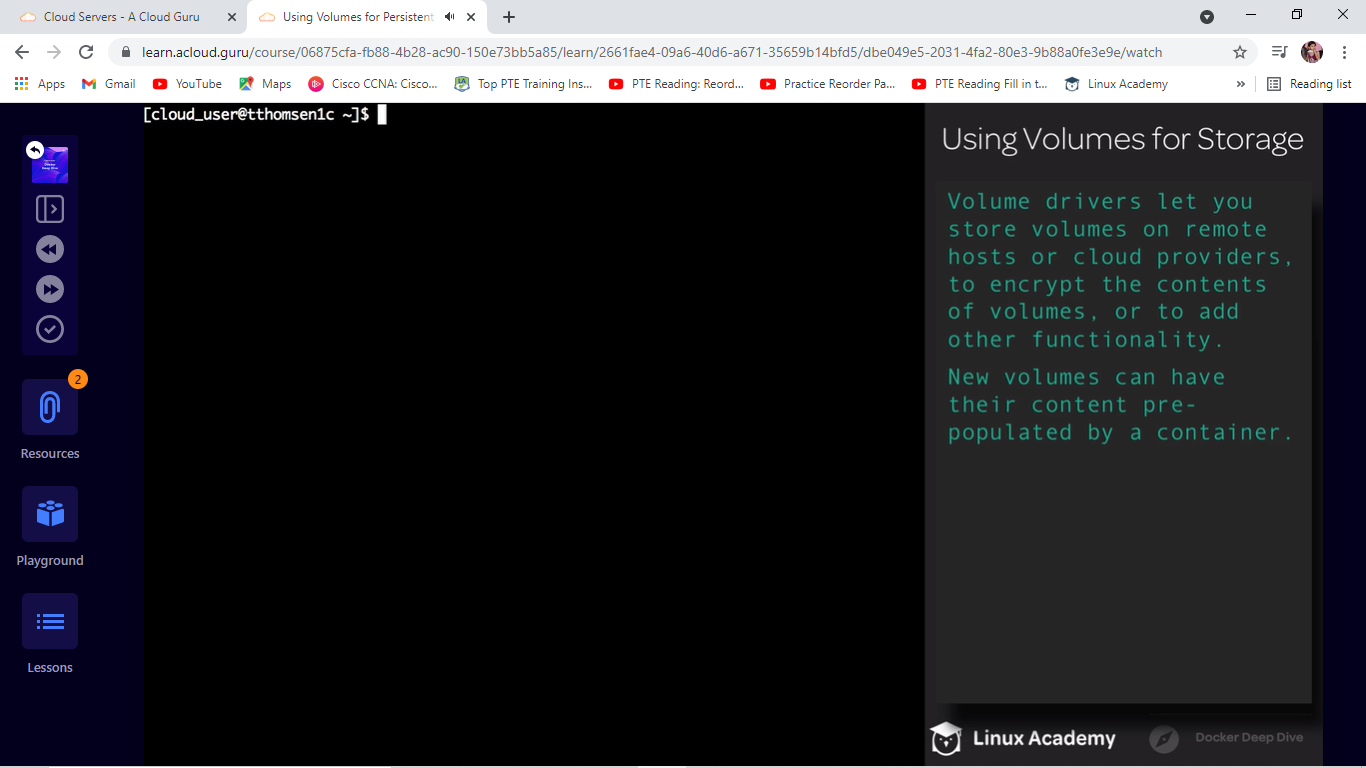 Cloud Servers - A Cloud Guru
Using Volumes for Persistent
learn.acloud.guru/course/06875cfa-fb88-4b28-ac90-150e73bb5a85/learn/2661fae4-09a6-40d6-a671-35659b14bfd5/dbe049e5-2031-4fa2-80e3-9b88a0fe3e9e/watch
Apps
Gmail
YouTube
Maps
Cisco CCNA: Cisco...
Top PTE Training Ins...
PTE Reading: Reord...
Practice Reorder Pa...
PTE Reading Fill in t...
Linux Academy
»
Reading list
[cloud_user@tthomsen1c ~]$
Docker
Deep Dive
2
Resources
Playground
Lessons
Using Volumes for Storage
Volume drivers let you
store volumes on remote
hosts or cloud providers,
to encrypt the contents
of volumes, or to add
other functionality.
New volumes can have
their content pre-
populated by a container.
Linux Academy
Docker Deep Dive